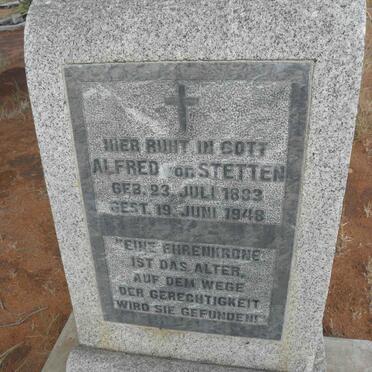 HIER RUHT IN GOTT
ALFRED von STETTEN
GEB. 23. JULI 1883
GEST. 19. JUNI 1948
"EINE EHRENKRONE
IST DAS ALTER,
AUF DEM WEGE
DER GERECHTIGKEIT
WIRD SIE GEFUNDEN!"